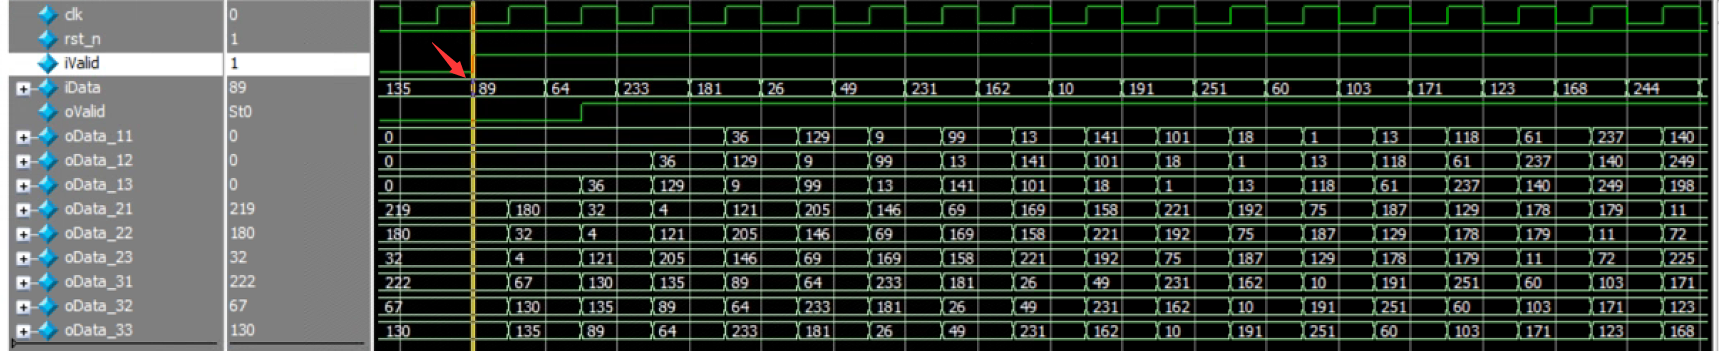 clk 0
rst_n 1
iValid 1
iData 89 135 89 64 233 181 26 49 231 162 10 191 251 60 103 171 123 168 244
oValid St0
oData_11 0 0 36 129 9 99 13 141 101 18 1 13 118 61 237 140
oData_12 0 0 36 129 9 99 13 141 101 18 1 13 118 61 237 140 249
oData_13 0 0 36 129 9 99 13 141 101 18 1 13 118 61 237 140 249 198
oData_21 219 219 180 32 4 121 205 146 69 169 158 221 192 75 187 129 178 179 11
oData_22 180 180 32 4 121 205 146 69 169 158 221 192 75 187 129 178 179 11 72
oData_23 32 32 4 121 205 146 69 169 158 221 192 75 187 129 178 179 11 72 225
oData_31 222 222 67 130 135 89 64 233 181 26 49 231 162 10 191 251 60 103 171
oData_32 67 67 130 135 89 64 233 181 26 49 231 162 10 191 251 60 103 171 123
oData_33 130 130 135 89 64 233 181 26 49 231 162 10 191 251 60 103 171 123 168